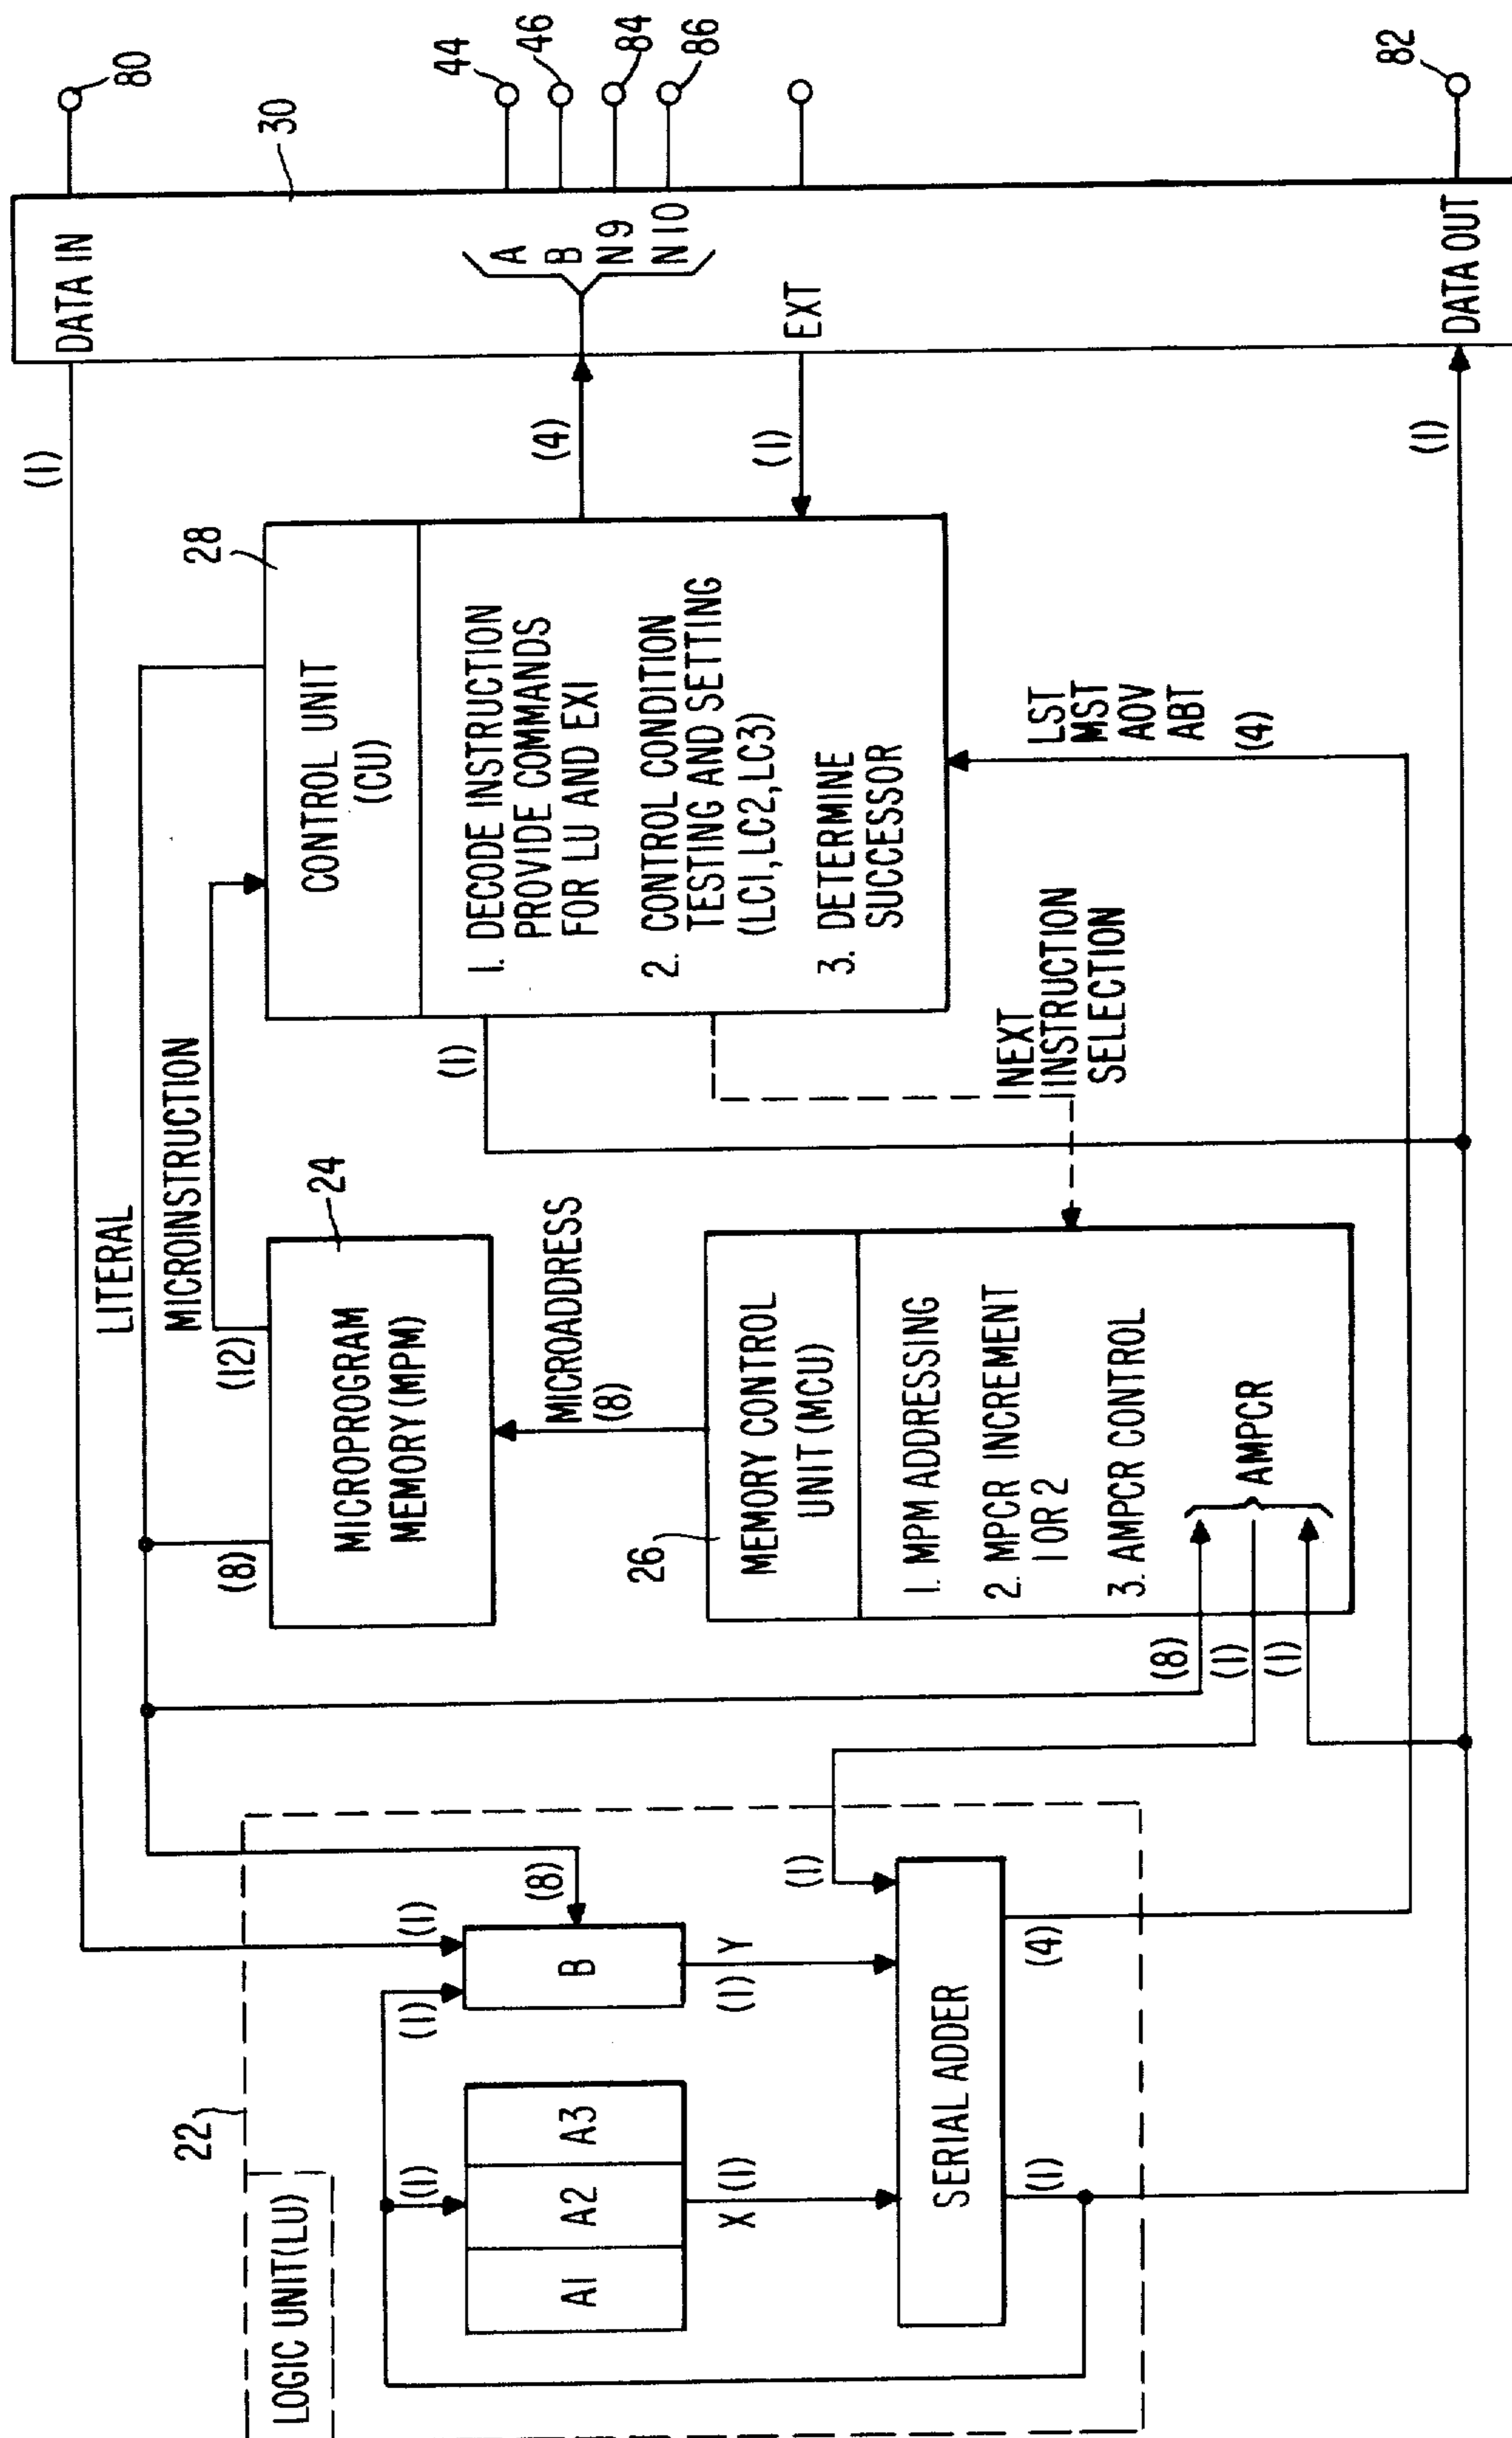 LOGIC UNIT(LU)
22
A1
A2
A3
(1)
X (1)
(1)
B
(1)
(8)
(1) Y
SERIAL ADDER
(1)
(4)
(1)
LITERAL
MICROINSTRUCTION
(8)
(12)
24
MICROPROGRAM
MEMORY(MPM)
MICROADDRESS
(8)
26
MEMORY CONTROL
UNIT(MCU)
1. MPM ADDRESSING
2. MPCR INCREMENT
1 OR 2
3. AMPCR CONTROL
AMPCR
(8)
(1)
(1)
NEXT
INSTRUCTION
SELECTION
(1)
28
CONTROL UNIT
(CU)
1. DECODE INSTRUCTION
PROVIDE COMMANDS
FOR LU AND EXI
2. CONTROL CONDITION
TESTING AND SETTING
(LC1,LC2,LC3)
3. DETERMINE
SUCCESSOR
LST
MST
AOV
ABT
(4)
(1)
(4)
(1)
(1)
30
DATA IN
A
B
N9
N10
EXT
DATA OUT
80
44
46
84
86
82